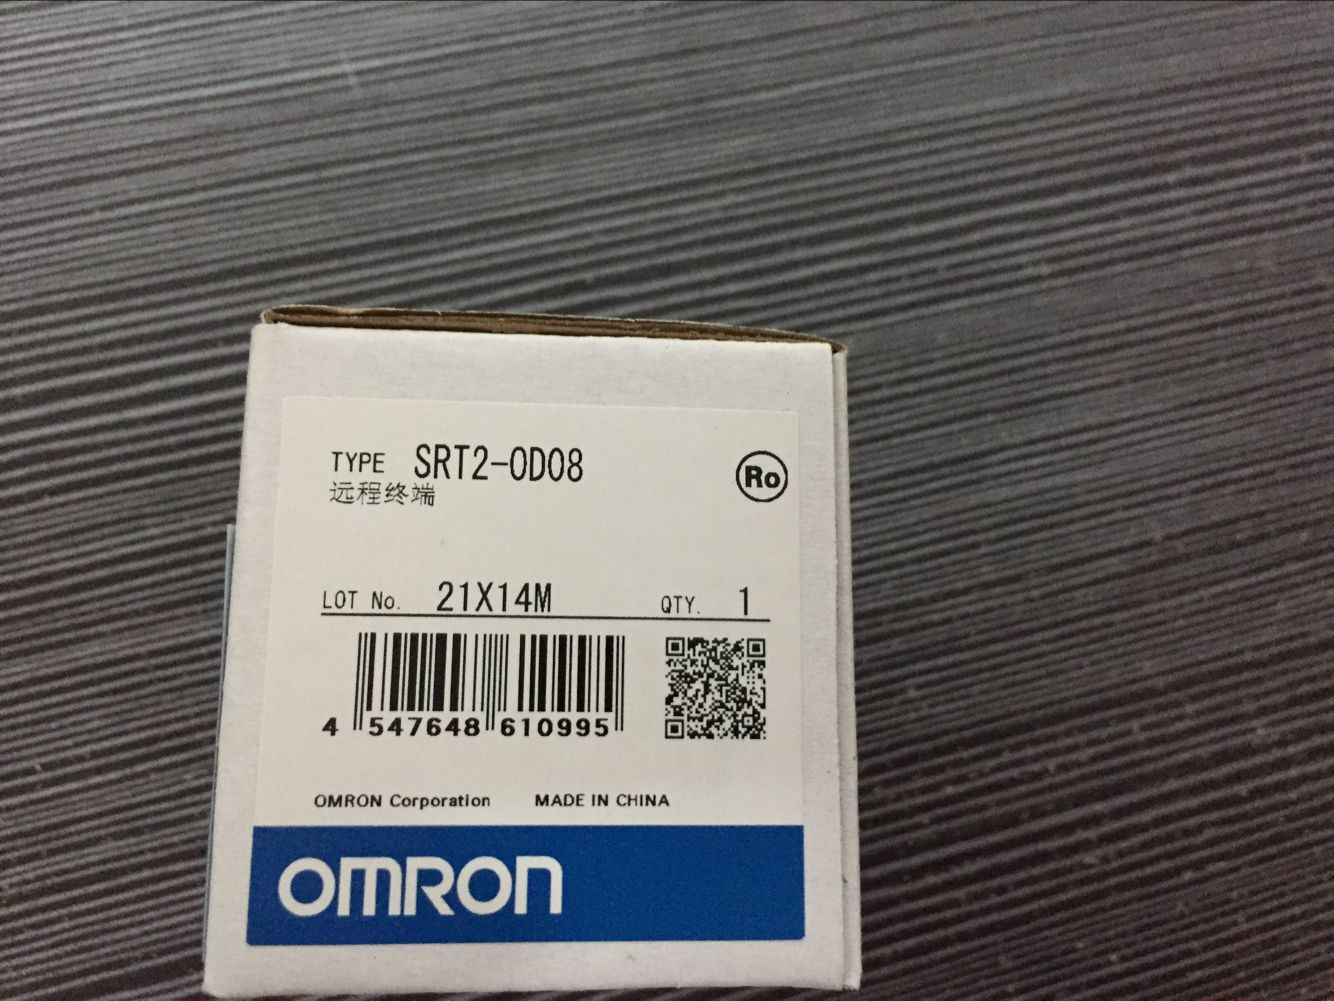 TYPE SRT2-OD08
远程终端
Ro
LOT No. 21X14M QTY. 1
4 547648 610995
OMRON Corporation MADE IN CHINA
OMRON